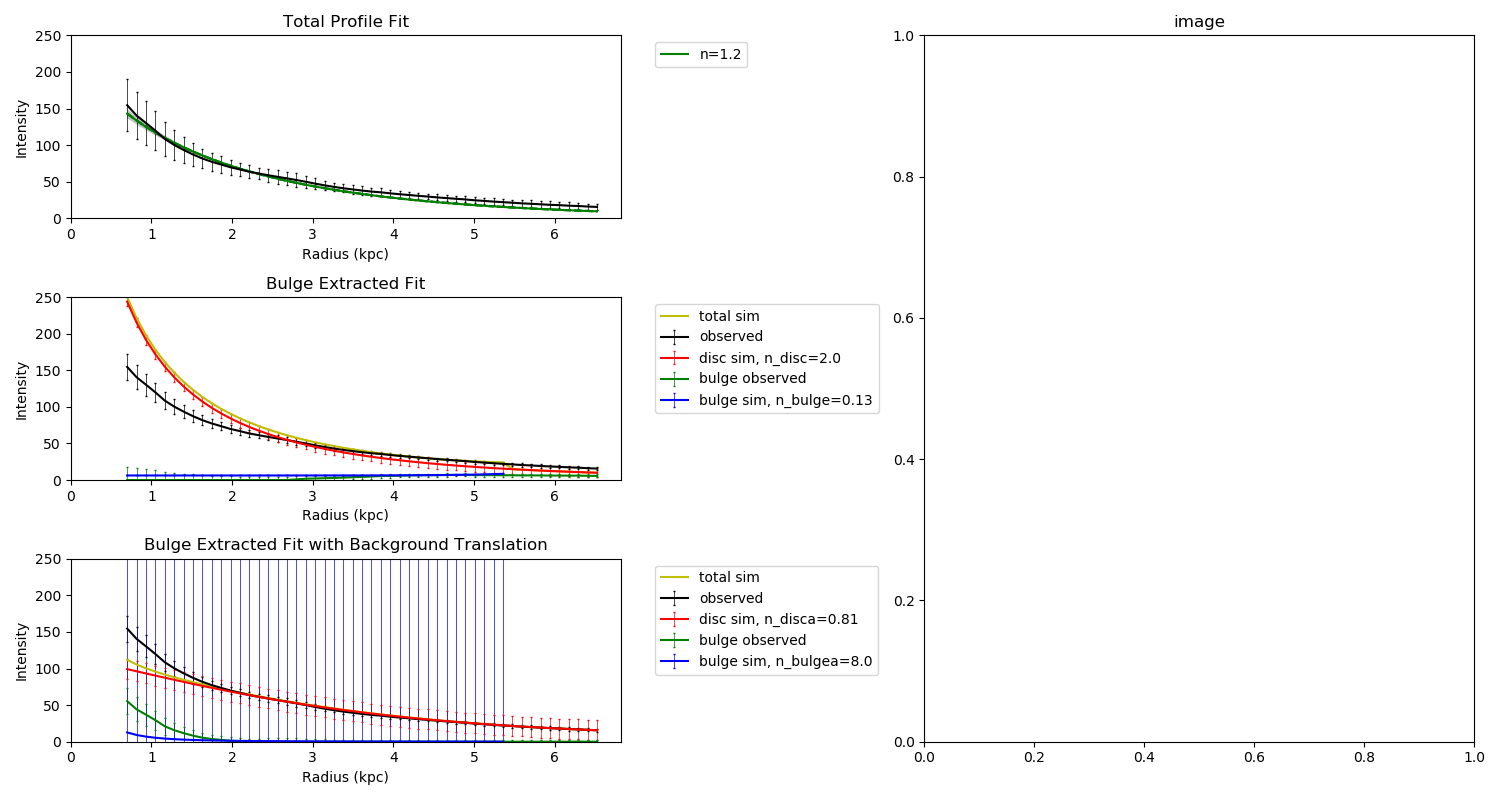 Total Profile Fit
250
200
150
100
50
0
Intensity
0 1 2 3 4 5 6
Radius (kpc)
n=1.2
Bulge Extracted Fit
250
200
150
100
50
0
Intensity
0 1 2 3 4 5 6
Radius (kpc)
total sim
observed
disc sim, n_disc=2.0
bulge observed
bulge sim, n_bulge=0.13
Bulge Extracted Fit with Background Translation
250
200
150
100
50
0
Intensity
0 1 2 3 4 5 6
Radius (kpc)
total sim
observed
disc sim, n_disca=0.81
bulge observed
bulge sim, n_bulgea=8.0
image
1.0
0.8
0.6
0.4
0.2
0.0
0.0 0.2 0.4 0.6 0.8 1.0